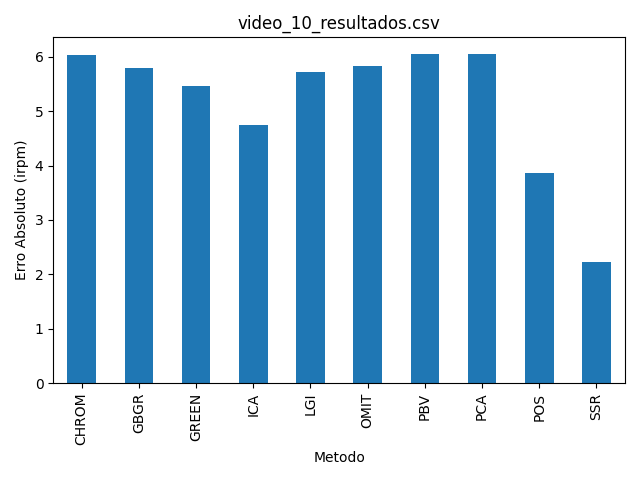 video_10_resultados.csv
Erro Absoluto (irpm)
6
5
4
3
2
1
0
CHROM
GBGR
GREEN
ICA
LGI
OMIT
PBV
PCA
POS
SSR
Metodo